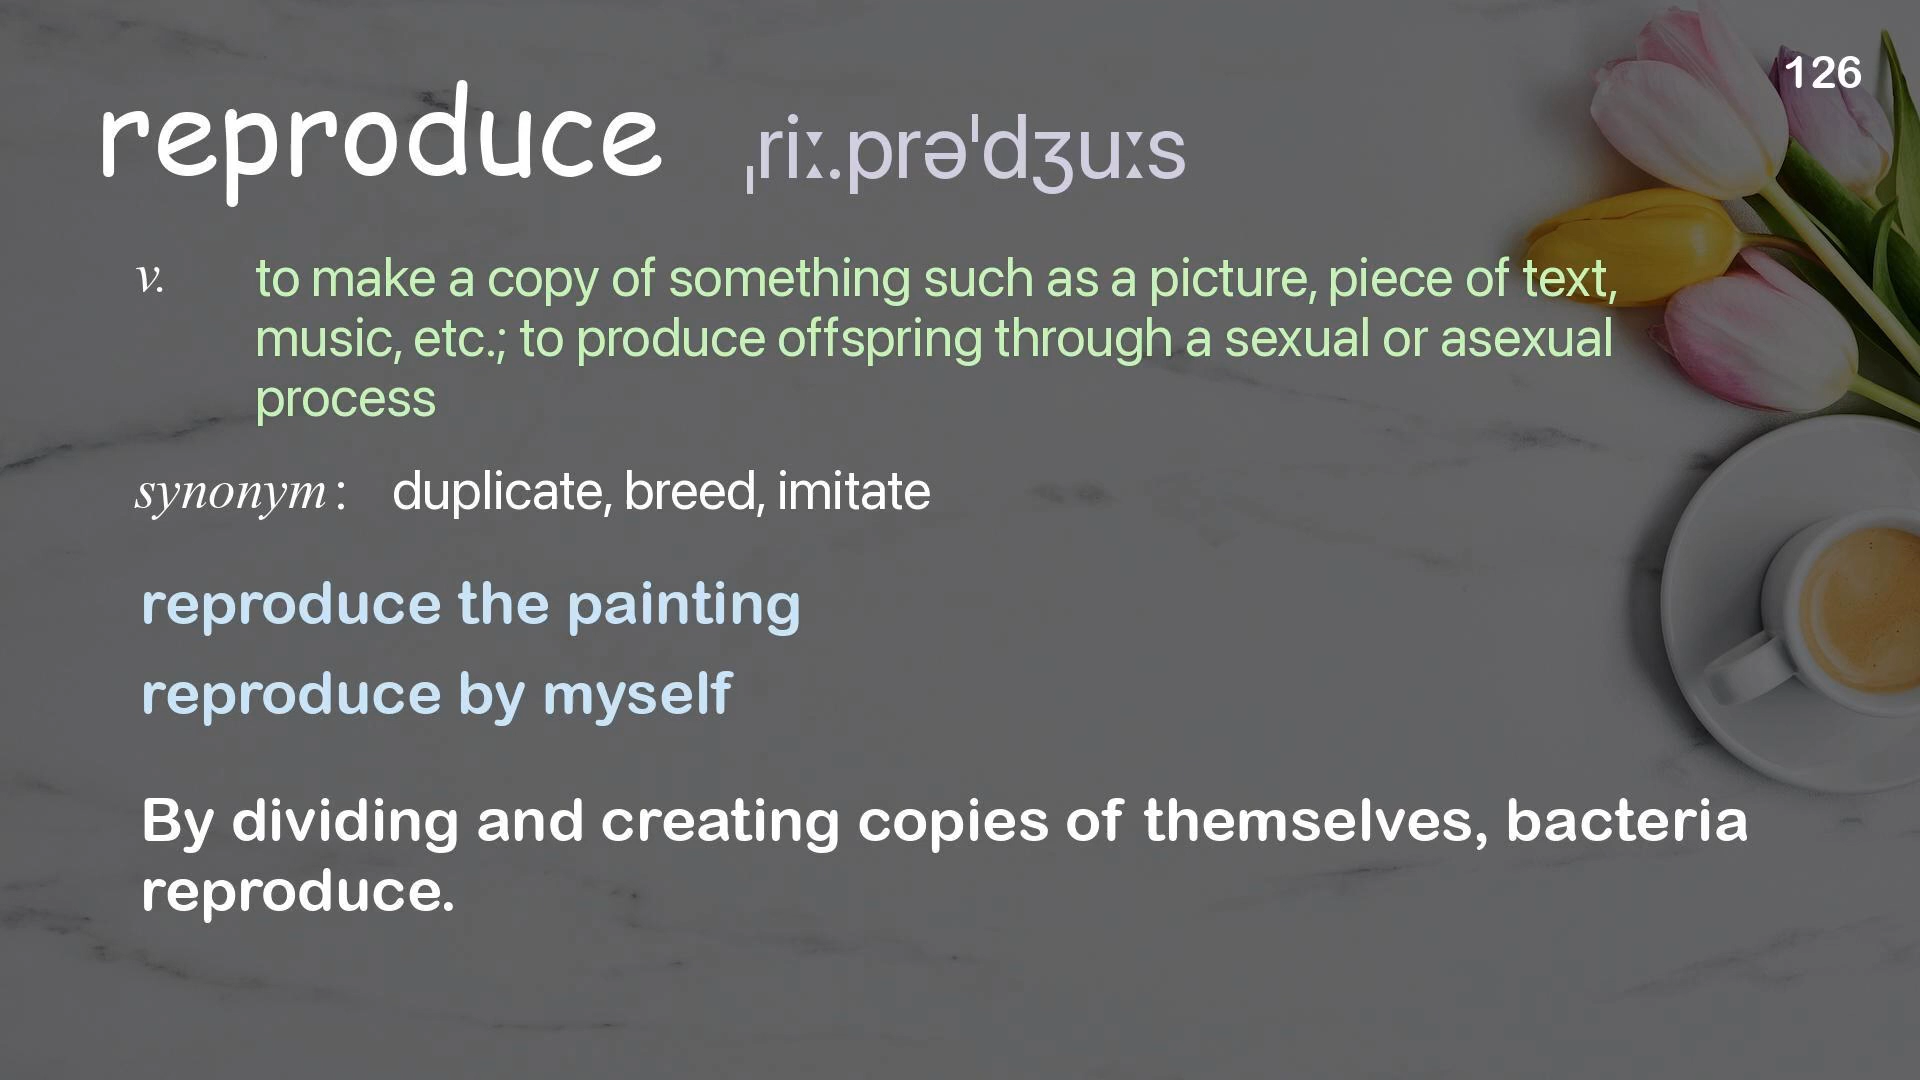 126
reproduce ˌriː.prəˈdʒuːs
v. to make a copy of something such as a picture, piece of text,
music, etc.; to produce offspring through a sexual or asexual
process
synonym: duplicate, breed, imitate
reproduce the painting
reproduce by myself
By dividing and creating copies of themselves, bacteria
reproduce.